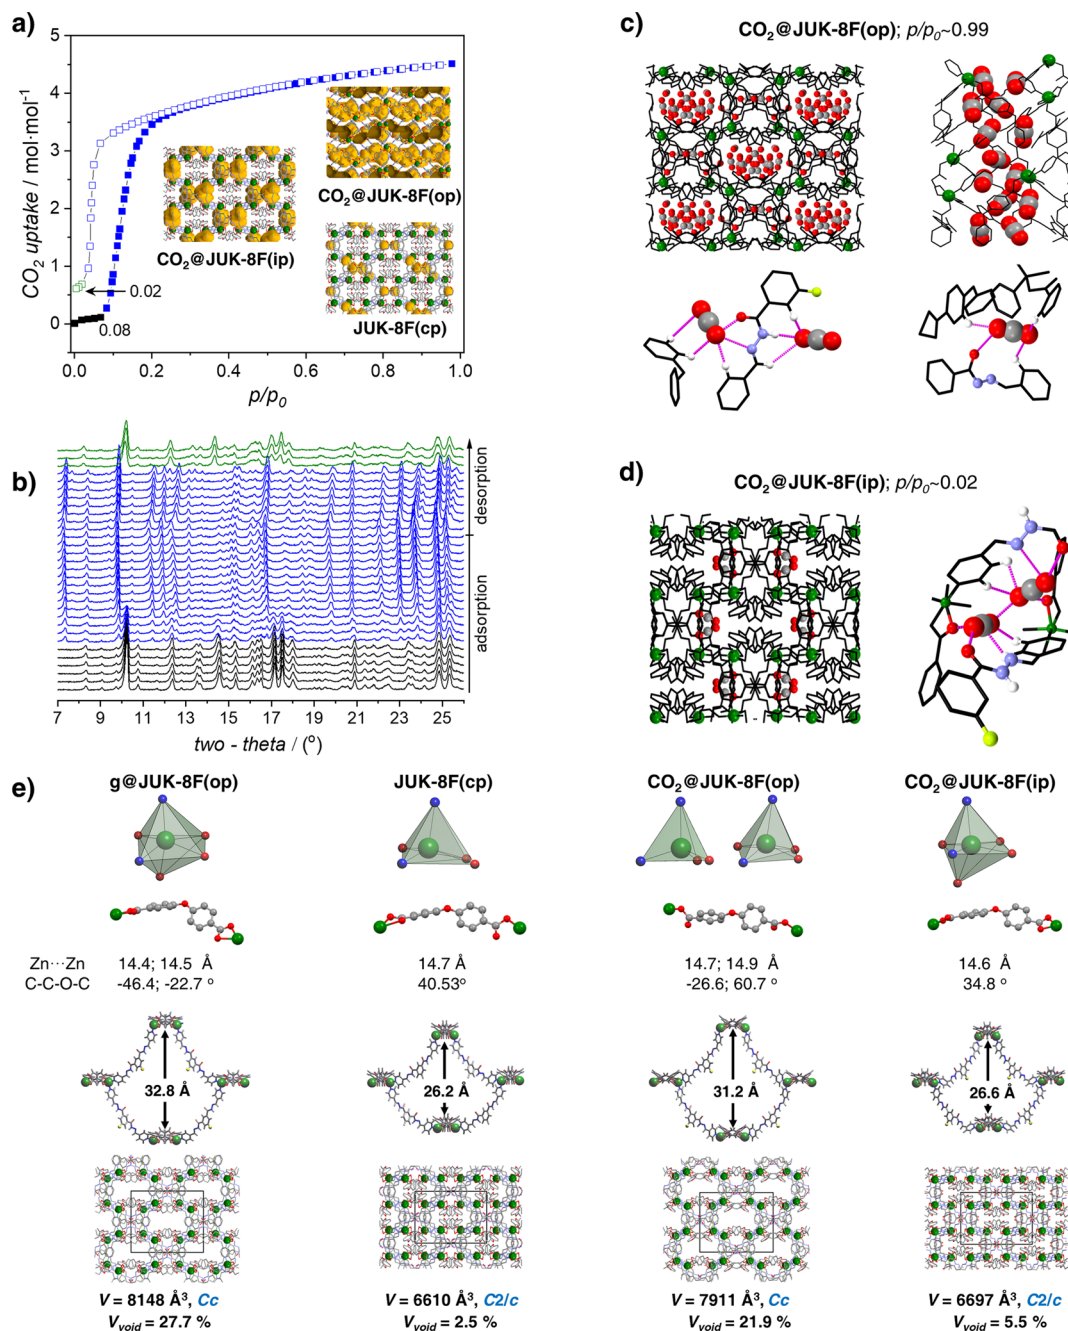 a)
CO2 uptake / mol·mol-1
5
4
3
2
1
0
0.02
0.08
CO2@JUK-8F(op)
CO2@JUK-8F(ip)
JUK-8F(cp)
0.0 0.2 0.4 0.6 0.8 1.0
p/p0
b)
desorption
adsorption
7 9 11 13 15 17 19 21 23 25
two - theta / (o)
c)
CO2@JUK-8F(op); p/p0~0.99
d)
CO2@JUK-8F(ip); p/p0~0.02
e)
g@JUK-8F(op) JUK-8F(cp) CO2@JUK-8F(op) CO2@JUK-8F(ip)
Zn···Zn 14.4; 14.5 Å 14.7 Å 14.7; 14.9 Å 14.6 Å
C-C-O-C -46.4; -22.7 º 40.53º -26.6; 60.7 º 34.8 º
32.8 Å 26.2 Å 31.2 Å 26.6 Å
V = 8148 Å3, Cc V = 6610 Å3, C2/c V = 7911 Å3, Cc V = 6697 Å3, C2/c
Vvoid = 27.7 % Vvoid = 2.5 % Vvoid = 21.9 % Vvoid = 5.5 %